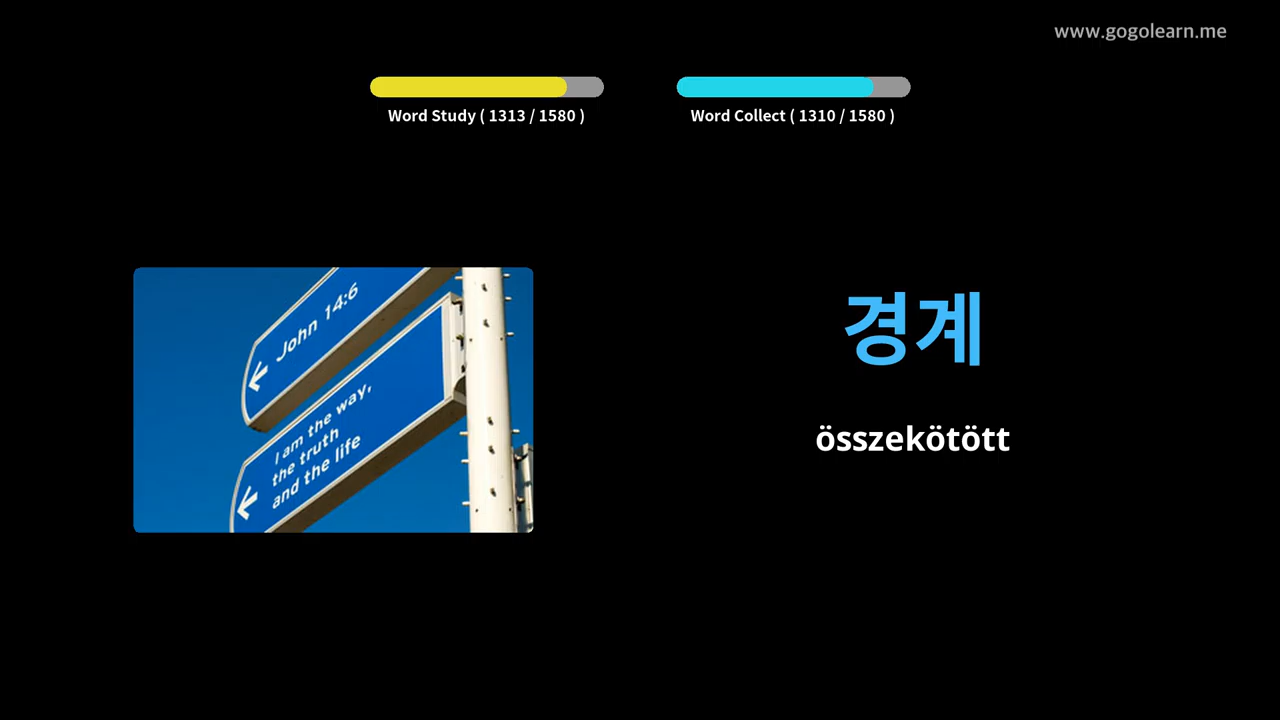 www.gogolearn.me
Word Study ( 1313 / 1580 )
Word Collect ( 1310 / 1580 )
John 14:6
I am the way,
the truth
and the life
경계
összekötött